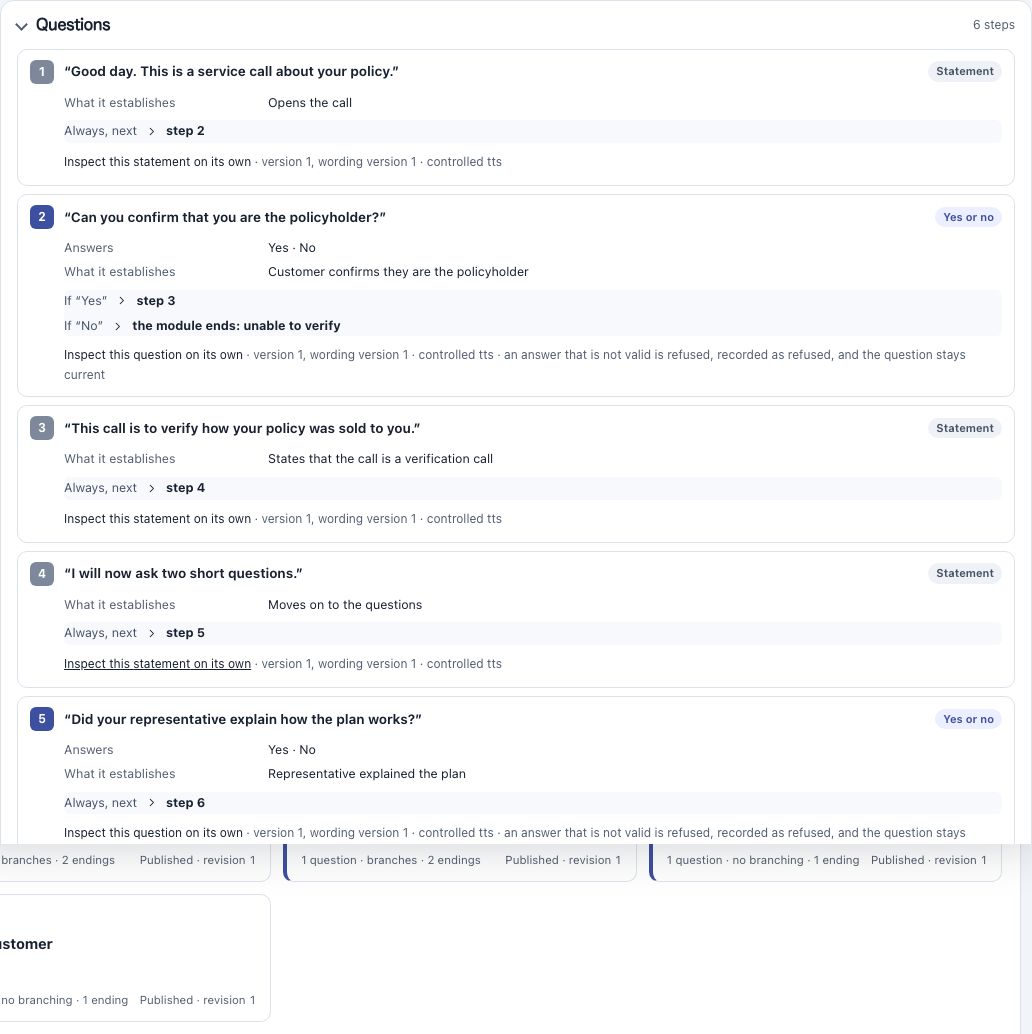 Questions
6 steps
1 “Good day. This is a service call about your policy.” Statement
What it establishes Opens the call
Always, next > step 2
Inspect this statement on its own · version 1, wording version 1 · controlled tts
2 “Can you confirm that you are the policyholder?” Yes or no
Answers Yes · No
What it establishes Customer confirms they are the policyholder
If “Yes” > step 3
If “No” > the module ends: unable to verify
Inspect this question on its own · version 1, wording version 1 · controlled tts · an answer that is not valid is refused, recorded as refused, and the question stays
current
3 “This call is to verify how your policy was sold to you.” Statement
What it establishes States that the call is a verification call
Always, next > step 4
Inspect this statement on its own · version 1, wording version 1 · controlled tts
4 “I will now ask two short questions.” Statement
What it establishes Moves on to the questions
Always, next > step 5
Inspect this statement on its own · version 1, wording version 1 · controlled tts
5 “Did your representative explain how the plan works?” Yes or no
Answers Yes · No
What it establishes Representative explained the plan
Always, next > step 6
Inspect this question on its own · version 1, wording version 1 · controlled tts · an answer that is not valid is refused, recorded as refused, and the question stays
branches · 2 endings Published · revision 1
1 question · branches · 2 endings Published · revision 1
1 question · no branching · 1 ending Published · revision 1
ustomer
no branching · 1 ending Published · revision 1